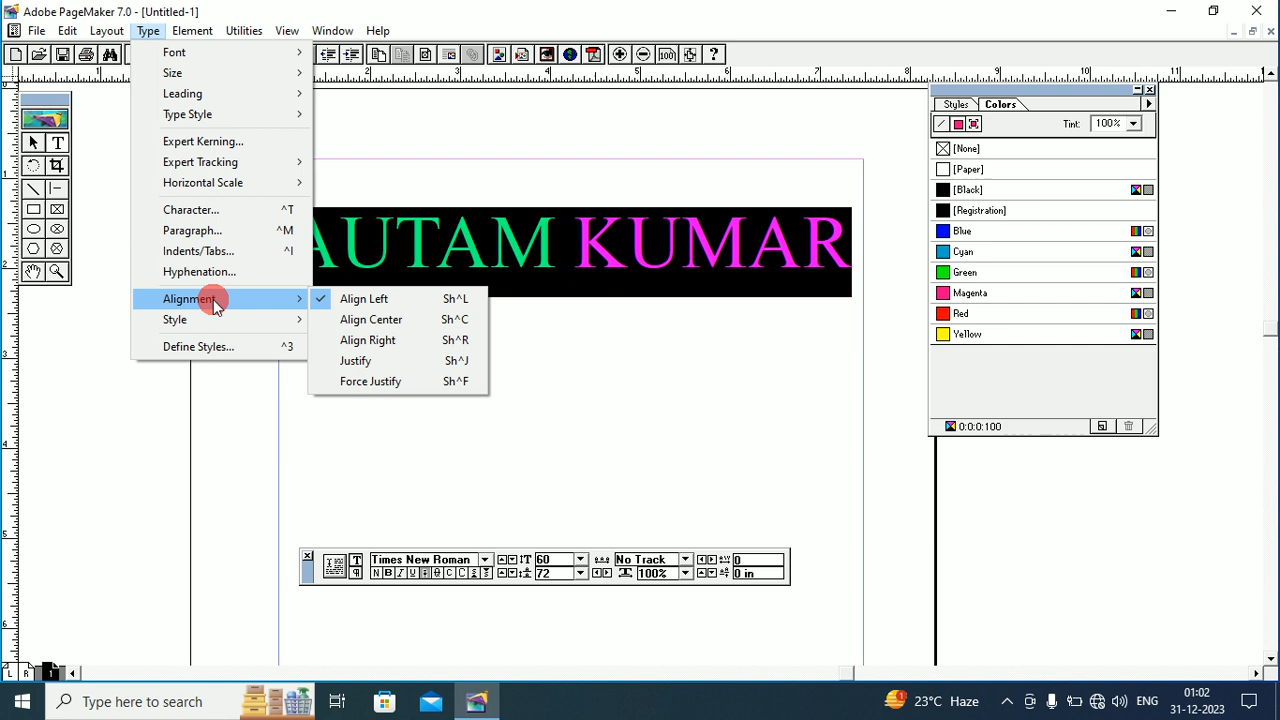 Adobe PageMaker 7.0 - [Untitled-1]
File Edit Layout Type Element Utilities View Window Help
Font
Size
Leading
Type Style
Expert Kerning...
Expert Tracking
Horizontal Scale
Character... ^T
Paragraph... ^M
Indents/Tabs... ^I
Hyphenation...
Alignment
Style
Define Styles... ^3
Align Left Sh^L
Align Center Sh^C
Align Right Sh^R
Justify Sh^J
Force Justify Sh^F
AUTAM KUMAR
Styles Colors
Tint: 100%
[None]
[Paper]
[Black]
[Registration]
Blue
Cyan
Green
Magenta
Red
Yellow
0:0:0:100
Times New Roman 60 No Track 0
N B I U 72 100% 0 in
L R 1
Type here to search
23°C Haze
ENG
01:02
31-12-2023